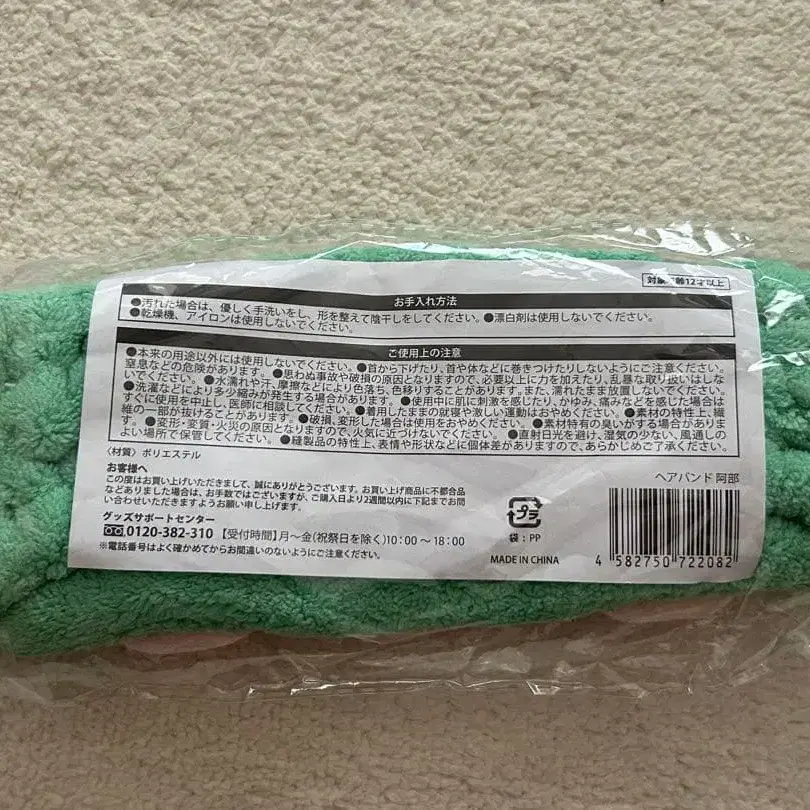 対象年齢12才以上
お手入れ方法
●汚れた場合は、優しく手洗いをし、形を整えて陰干しをしてください。●漂白剤は使用しないでください。
●乾燥機、アイロンは使用しないでください。
ご使用上の注意
●本来の用途以外には使用しないでください。●首から下げたり、首や体などに巻きつけたりしないようにご注意ください。
窒息などの危険があります。●思わぬ事故や破損の原因となりますので、必要以上に力を加えたり、乱暴な取り扱いはしな
いでください。●水濡れや汗、摩擦などにより色落ち、色移りすることがあります。また、濡れたまま放置しないでください。
●洗濯などにより多少縮みが発生する場合があります。●使用中に肌に刺激を感じたり、かゆみ、痛みなどを感じた場合は
すぐに使用を中止し、医師に相談してください。●着用したままの就寝や激しい運動はおやめください。●素材の特性上、繊
維の一部が抜けることがあります。●破損、変形した場合は使用をおやめください。●素材特有の臭いがする場合があり
ます。●変形・変質・火災の原因となりますので、火気に近づけないでください。●直射日光を避け、湿気の少ない、風通しの
よい場所で保管してください。●縫製品の特性上、表情や形状などに個体差がありますので、あらかじめご了承ください。
〈材質〉ポリエステル
お客様へ
この度はお買い上げいただきまして、誠にありがとうございます。お買い上げ商品に不都合品
などありました場合は、お手数ではございますが、ご購入日より2週間以内に下記までお問
い合わせいただきますようお願い申し上げます。
グッズサポートセンター
0120-382-310【受付時間】月〜金(祝祭日を除く)10:00〜18:00
※電話番号はよく確かめてからお間違いのないようにご注意ください。
プラ
袋:PP
MADE IN CHINA
ヘアバンド 阿部
4 582750 722082